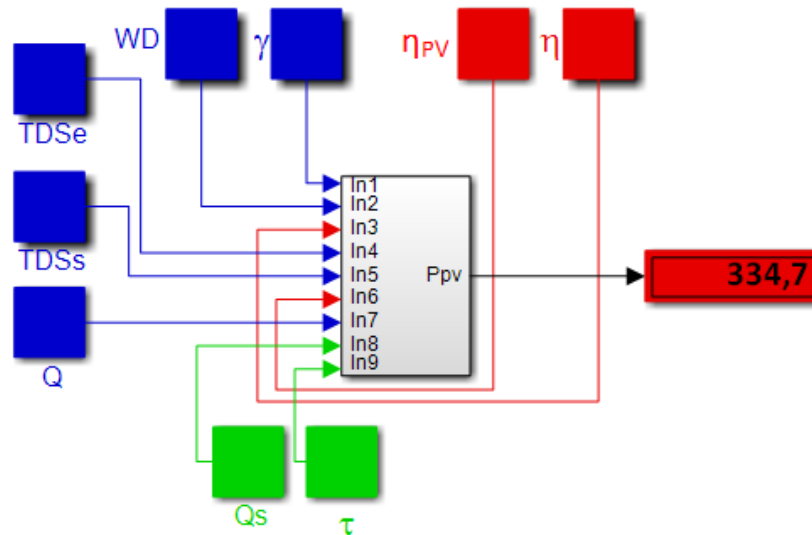 WD
γ
ηPV
η
TDSe
TDSs
Q
In1
In2
In3
In4
In5
In6
In7
In8
In9
Ppv
334,7
Qs
τ